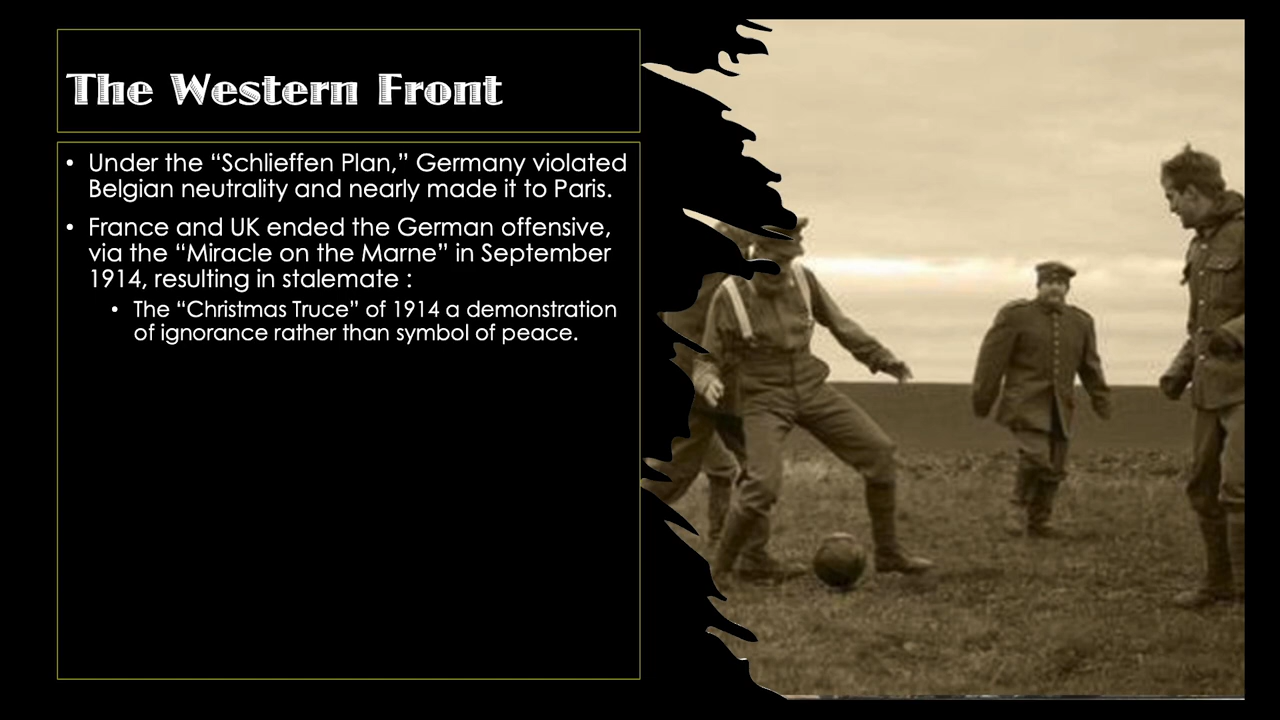 The Western Front
• Under the “Schlieffen Plan,” Germany violated
Belgian neutrality and nearly made it to Paris.
• France and UK ended the German offensive,
via the “Miracle on the Marne” in September
1914, resulting in stalemate :
• The “Christmas Truce” of 1914 a demonstration
of ignorance rather than symbol of peace.